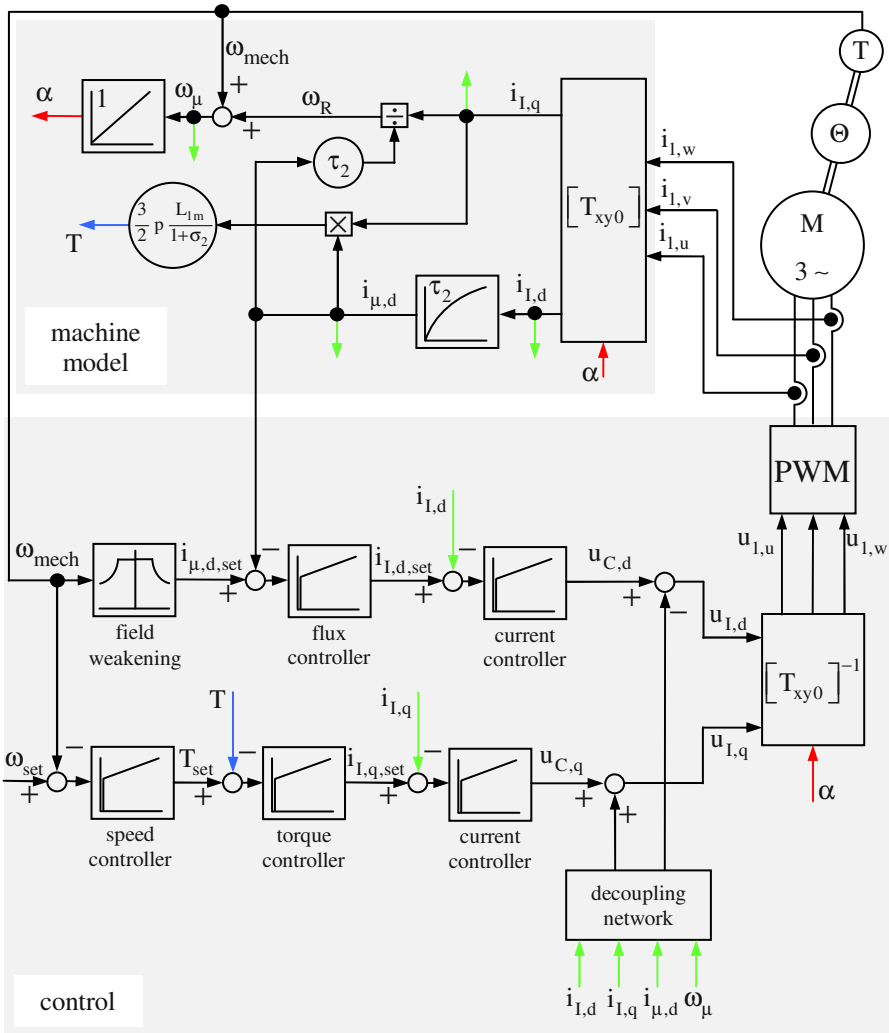 ω_mech
T
α
1
ω_μ
+
+
ω_R
÷
i_I,q
τ_2
Θ
i_1,w
[T_xy0]
i_1,v
i_1,u
M
3 ~
T
3/2 p L_1m/1+σ_2
×
i_μ,d
τ_2
i_I,d
α
machine
model
PWM
i_I,d
u_1,u
u_1,w
ω_mech
i_μ,d,set
−
+
i_I,d,set
−
+
u_C,d
+
−
u_I,d
field
weakening
flux
controller
current
controller
[T_xy0]^−1
T
i_I,q
u_I,q
ω_set
−
+
T_set
−
+
i_I,q,set
−
+
u_C,q
+
+
α
speed
controller
torque
controller
current
controller
decoupling
network
i_I,d
i_I,q
i_μ,d
ω_μ
control